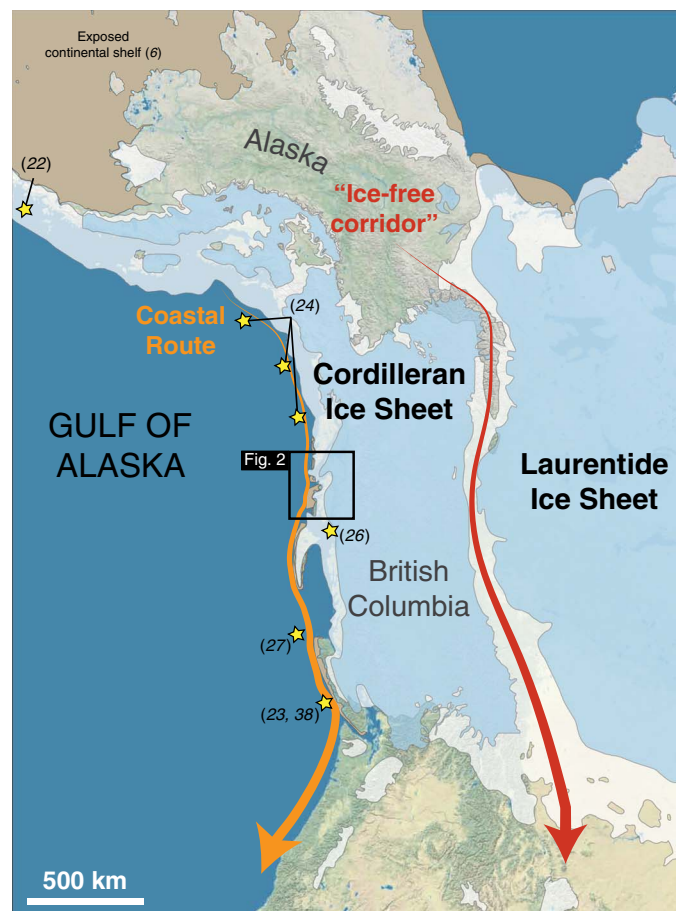 Exposed
continental shelf (6)
Alaska
(22)
“Ice-free
corridor”
(24)
Coastal
Route
Cordilleran
Ice Sheet
GULF OF
ALASKA
Fig. 2
Laurentide
Ice Sheet
(26)
British
Columbia
(27)
(23, 38)
500 km